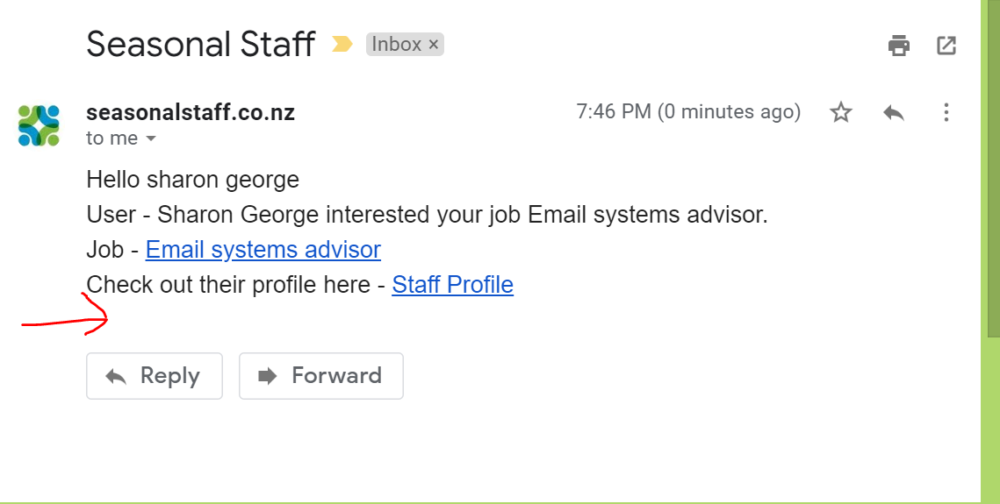 Seasonal Staff Inbox ×
seasonalstaff.co.nz 7:46 PM (0 minutes ago)
to me
Hello sharon george
User - Sharon George interested your job Email systems advisor.
Job - Email systems advisor
Check out their profile here - Staff Profile
Reply Forward